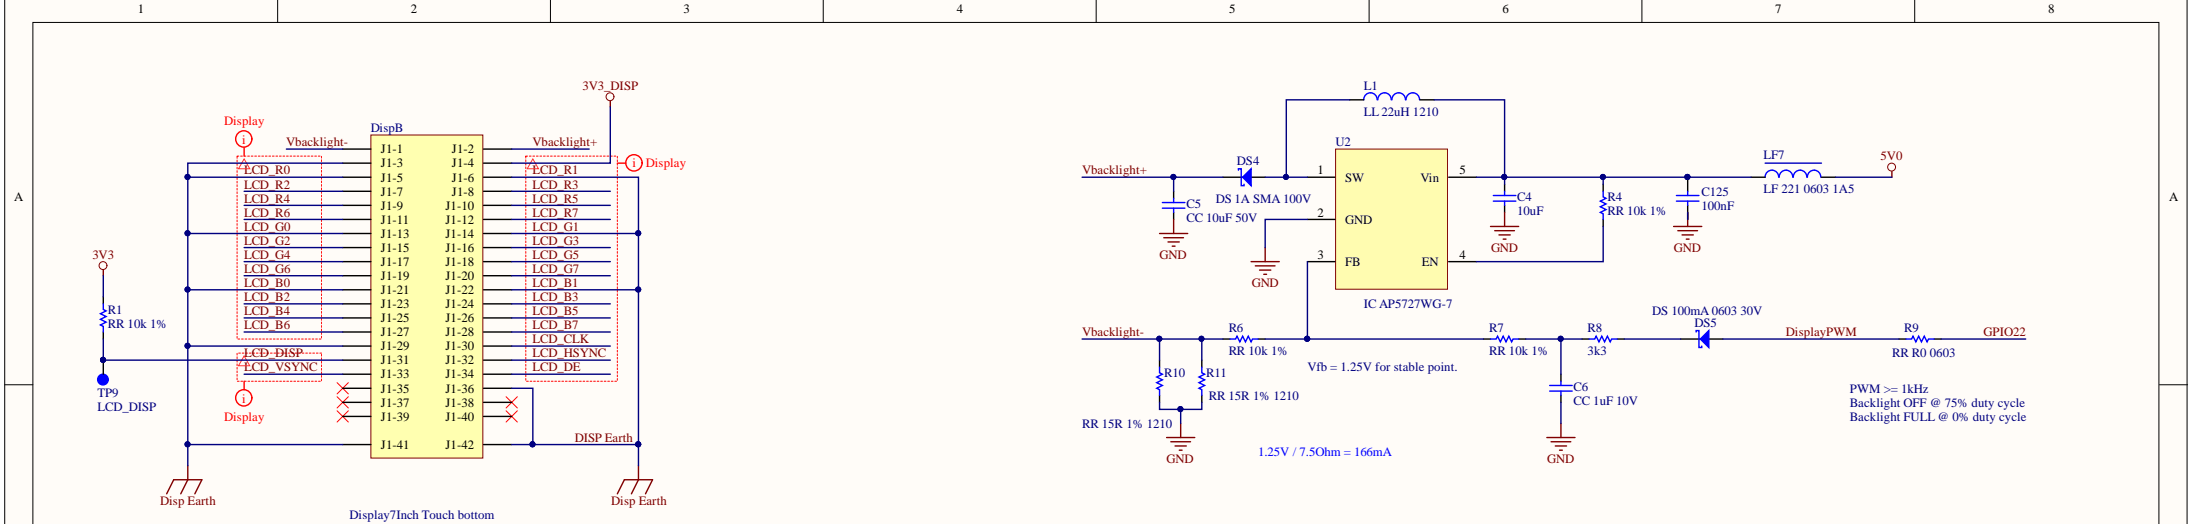 1
2
3
4
5
6
7
8
A
A
3V3_DISP
Display
DispB
Vbacklight-
J1-1
J1-2
Vbacklight+
J1-3
J1-4
Display
LCD_R0
J1-5
J1-6
LCD_R1
LCD_R2
J1-7
J1-8
LCD_R3
LCD_R4
J1-9
J1-10
LCD_R5
LCD_R6
J1-11
J1-12
LCD_R7
LCD_G0
J1-13
J1-14
LCD_G1
LCD_G2
J1-15
J1-16
LCD_G3
LCD_G4
J1-17
J1-18
LCD_G5
LCD_G6
J1-19
J1-20
LCD_G7
LCD_B0
J1-21
J1-22
LCD_B1
LCD_B2
J1-23
J1-24
LCD_B3
LCD_B4
J1-25
J1-26
LCD_B5
LCD_B6
J1-27
J1-28
LCD_B7
J1-29
J1-30
LCD_CLK
LCD_DISP
J1-31
J1-32
LCD_HSYNC
LCD_VSYNC
J1-33
J1-34
LCD_DE
J1-35
J1-36
J1-37
J1-38
J1-39
J1-40
J1-41
J1-42
DISP Earth
3V3
R1
RR 10k 1%
TP9
LCD_DISP
Display
Disp Earth
Disp Earth
Display7Inch Touch bottom
L1
LL 22uH 1210
U2
Vbacklight+
DS4
DS 1A SMA 100V
C5
CC 10uF 50V
GND
GND
1
SW
2
GND
3
FB
Vin
5
EN
4
IC AP5727WG-7
C4
10uF
GND
R4
RR 10k 1%
C125
100nF
GND
LF7
LF 221 0603 1A5
5V0
Vbacklight-
R6
RR 10k 1%
R10
RR 15R 1% 1210
R11
RR 15R 1% 1210
GND
Vfb = 1.25V for stable point.
1.25V / 7.5Ohm = 166mA
R7
RR 10k 1%
R8
3k3
C6
CC 1uF 10V
GND
DS 100mA 0603 30V
DS5
DisplayPWM
R9
RR R0 0603
GPIO22
PWM >= 1kHz
Backlight OFF @ 75% duty cycle
Backlight FULL @ 0% duty cycle